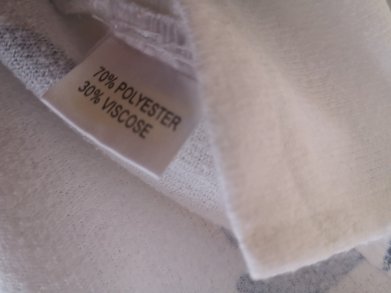 70% POLYESTER
30% VISCOSE